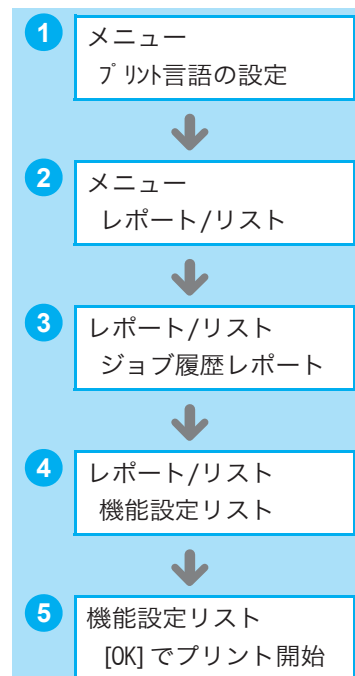 1
メニュー
プリント言語の設定
2
メニュー
レポート/リスト
3
レポート/リスト
ジョブ履歴レポート
4
レポート/リスト
機能設定リスト
5
機能設定リスト
[OK]でプリント開始